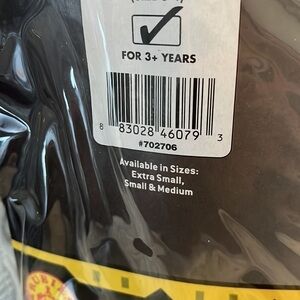 FOR 3+ YEARS
8 83028 46079 3
#702706
Available in Sizes:
Extra Small,
Small & Medium